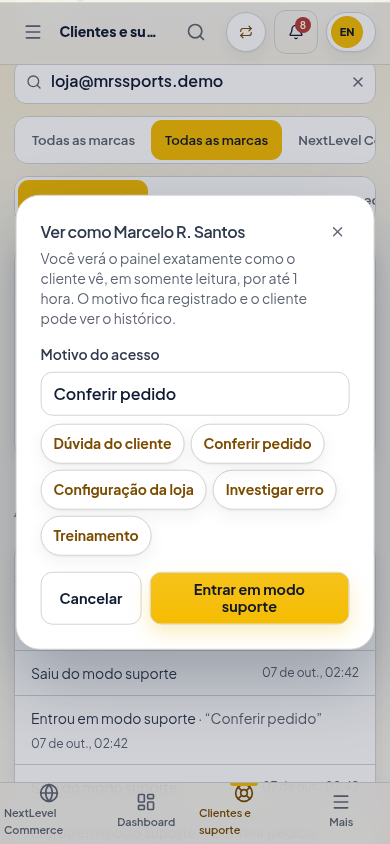 Clientes e su...
8
EN
loja@mrssports.demo
Todas as marcas
Todas as marcas
NextLevel C
Ver como Marcelo R. Santos
Você verá o painel exatamente como o
cliente vê, em somente leitura, por até 1
hora. O motivo fica registrado e o cliente
pode ver o histórico.
Motivo do acesso
Conferir pedido
Dúvida do cliente
Conferir pedido
Configuração da loja
Investigar erro
Treinamento
Cancelar
Entrar em modo
suporte
Saiu do modo suporte
07 de out., 02:42
Entrou em modo suporte · “Conferir pedido”
07 de out., 02:42
NextLevel
Commerce
Dashboard
Clientes e
suporte
Mais